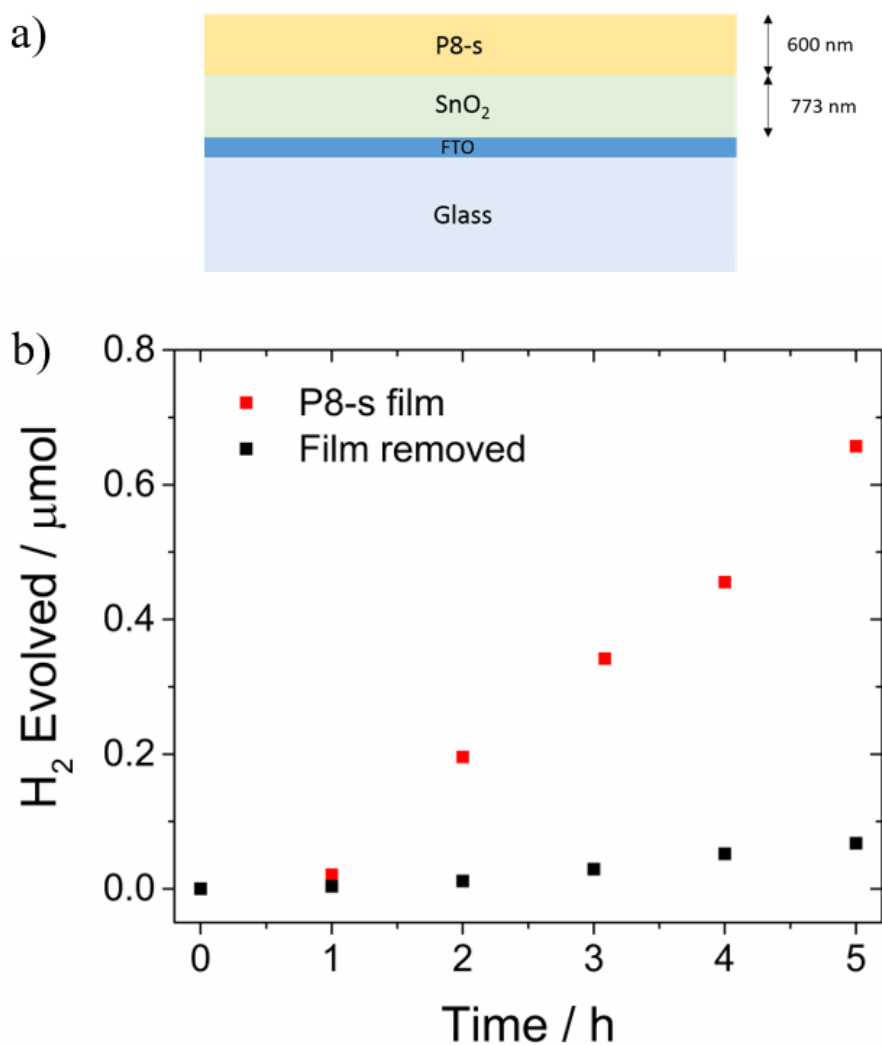 a)
P8-s
600 nm
SnO₂
773 nm
FTO
Glass
b)
H₂ Evolved / μmol
0.8
0.6
0.4
0.2
0.0
P8-s film
Film removed
0 1 2 3 4 5
Time / h